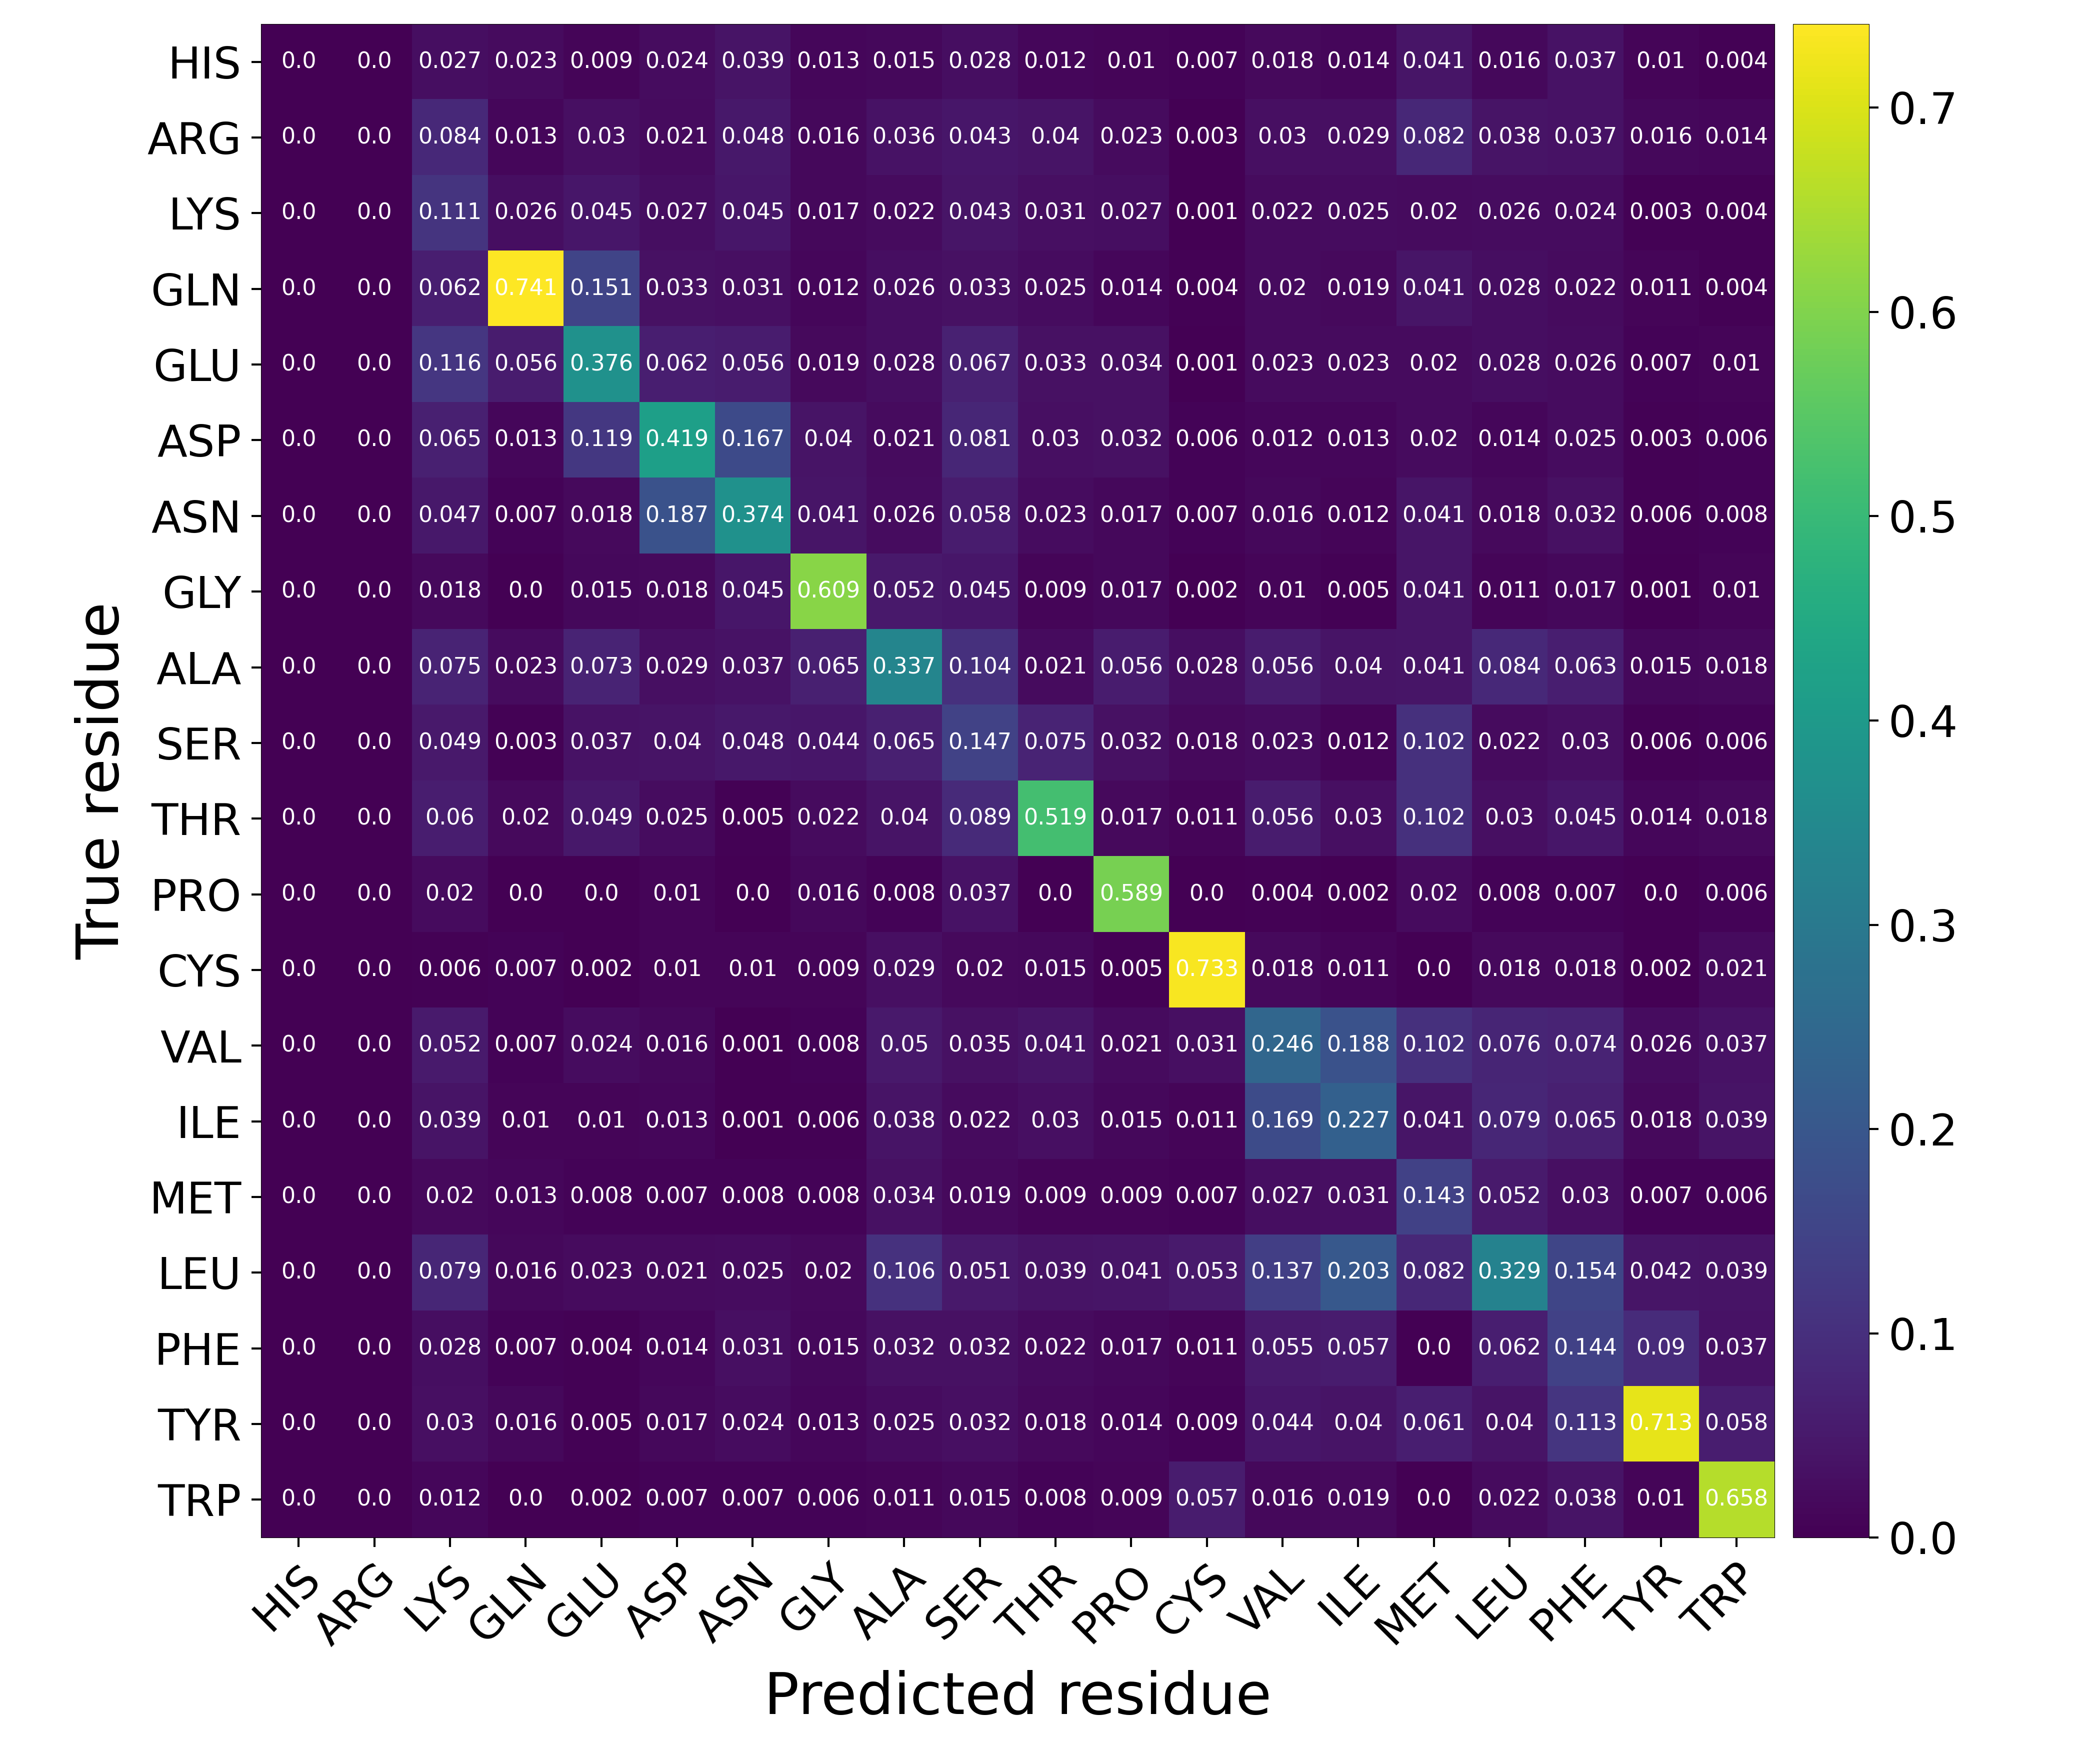 HIS 0.0 0.0 0.027 0.023 0.009 0.024 0.039 0.013 0.015 0.028 0.012 0.01 0.007 0.018 0.014 0.041 0.016 0.037 0.01 0.004
ARG 0.0 0.0 0.084 0.013 0.03 0.021 0.048 0.016 0.036 0.043 0.04 0.023 0.003 0.03 0.029 0.082 0.038 0.037 0.016 0.014
LYS 0.0 0.0 0.111 0.026 0.045 0.027 0.045 0.017 0.022 0.043 0.031 0.027 0.001 0.022 0.025 0.02 0.026 0.024 0.003 0.004
GLN 0.0 0.0 0.062 0.741 0.151 0.033 0.031 0.012 0.026 0.033 0.025 0.014 0.004 0.02 0.019 0.041 0.028 0.022 0.011 0.004
GLU 0.0 0.0 0.116 0.056 0.376 0.062 0.056 0.019 0.028 0.067 0.033 0.034 0.001 0.023 0.023 0.02 0.028 0.026 0.007 0.01
ASP 0.0 0.0 0.065 0.013 0.119 0.419 0.167 0.04 0.021 0.081 0.03 0.032 0.006 0.012 0.013 0.02 0.014 0.025 0.003 0.006
ASN 0.0 0.0 0.047 0.007 0.018 0.187 0.374 0.041 0.026 0.058 0.023 0.017 0.007 0.016 0.012 0.041 0.018 0.032 0.006 0.008
GLY 0.0 0.0 0.018 0.0 0.015 0.018 0.045 0.609 0.052 0.045 0.009 0.017 0.002 0.01 0.005 0.041 0.011 0.017 0.001 0.01
ALA 0.0 0.0 0.075 0.023 0.073 0.029 0.037 0.065 0.337 0.104 0.021 0.056 0.028 0.056 0.04 0.041 0.084 0.063 0.015 0.018
SER 0.0 0.0 0.049 0.003 0.037 0.04 0.048 0.044 0.065 0.147 0.075 0.032 0.018 0.023 0.012 0.102 0.022 0.03 0.006 0.006
THR 0.0 0.0 0.06 0.02 0.049 0.025 0.005 0.022 0.04 0.089 0.519 0.017 0.011 0.056 0.03 0.102 0.03 0.045 0.014 0.018
PRO 0.0 0.0 0.02 0.0 0.0 0.01 0.0 0.016 0.008 0.037 0.0 0.589 0.0 0.004 0.002 0.02 0.008 0.007 0.0 0.006
CYS 0.0 0.0 0.006 0.007 0.002 0.01 0.01 0.009 0.029 0.02 0.015 0.005 0.733 0.018 0.011 0.0 0.018 0.018 0.002 0.021
VAL 0.0 0.0 0.052 0.007 0.024 0.016 0.001 0.008 0.05 0.035 0.041 0.021 0.031 0.246 0.188 0.102 0.076 0.074 0.026 0.037
ILE 0.0 0.0 0.039 0.01 0.01 0.013 0.001 0.006 0.038 0.022 0.03 0.015 0.011 0.169 0.227 0.041 0.079 0.065 0.018 0.039
MET 0.0 0.0 0.02 0.013 0.008 0.007 0.008 0.008 0.034 0.019 0.009 0.009 0.007 0.027 0.031 0.143 0.052 0.03 0.007 0.006
LEU 0.0 0.0 0.079 0.016 0.023 0.021 0.025 0.02 0.106 0.051 0.039 0.041 0.053 0.137 0.203 0.082 0.329 0.154 0.042 0.039
PHE 0.0 0.0 0.028 0.007 0.004 0.014 0.031 0.015 0.032 0.032 0.022 0.017 0.011 0.055 0.057 0.0 0.062 0.144 0.09 0.037
TYR 0.0 0.0 0.03 0.016 0.005 0.017 0.024 0.013 0.025 0.032 0.018 0.014 0.009 0.044 0.04 0.061 0.04 0.113 0.713 0.058
TRP 0.0 0.0 0.012 0.0 0.002 0.007 0.007 0.006 0.011 0.015 0.008 0.009 0.057 0.016 0.019 0.0 0.022 0.038 0.01 0.658
HIS ARG LYS GLN GLU ASP ASN GLY ALA SER THR PRO CYS VAL ILE MET LEU PHE TYR TRP
Predicted residue
True residue
0.7
0.6
0.5
0.4
0.3
0.2
0.1
0.0